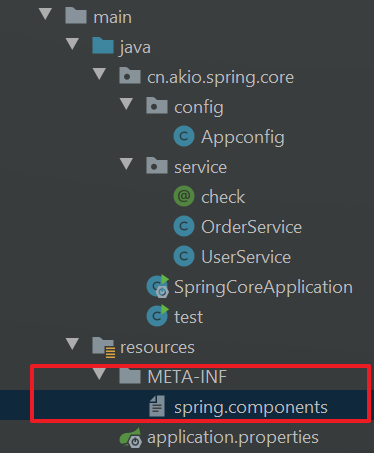 main
java
cn.akio.spring.core
config
Appconfig
service
check
OrderService
UserService
SpringCoreApplication
test
resources
META-INF
spring.components
application.properties